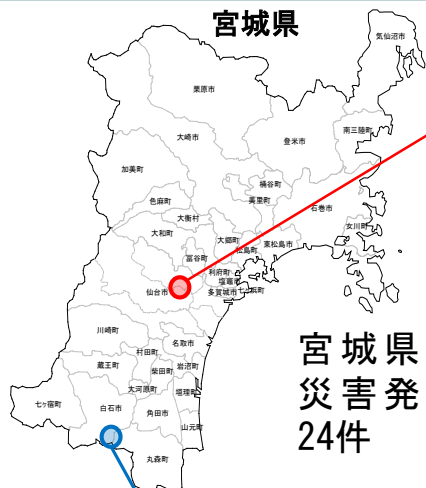 宮城県
気仙沼市
栗原市
大崎市
登米市
南三陸町
加美町
桶谷町
色麻町
美里町
石巻市
大衡村
女川町
大和町
大郷町
松島町
東松島市
富谷町
利府町
塩竈市
仙台市
多賀城市
七ヶ浜町
川崎町
名取市
村田町
蔵王町
柴田町
岩沼町
大河原町
亘理町
七ヶ宿町
白石市
角田市
山元町
丸森町
宮城県
災害発
24件